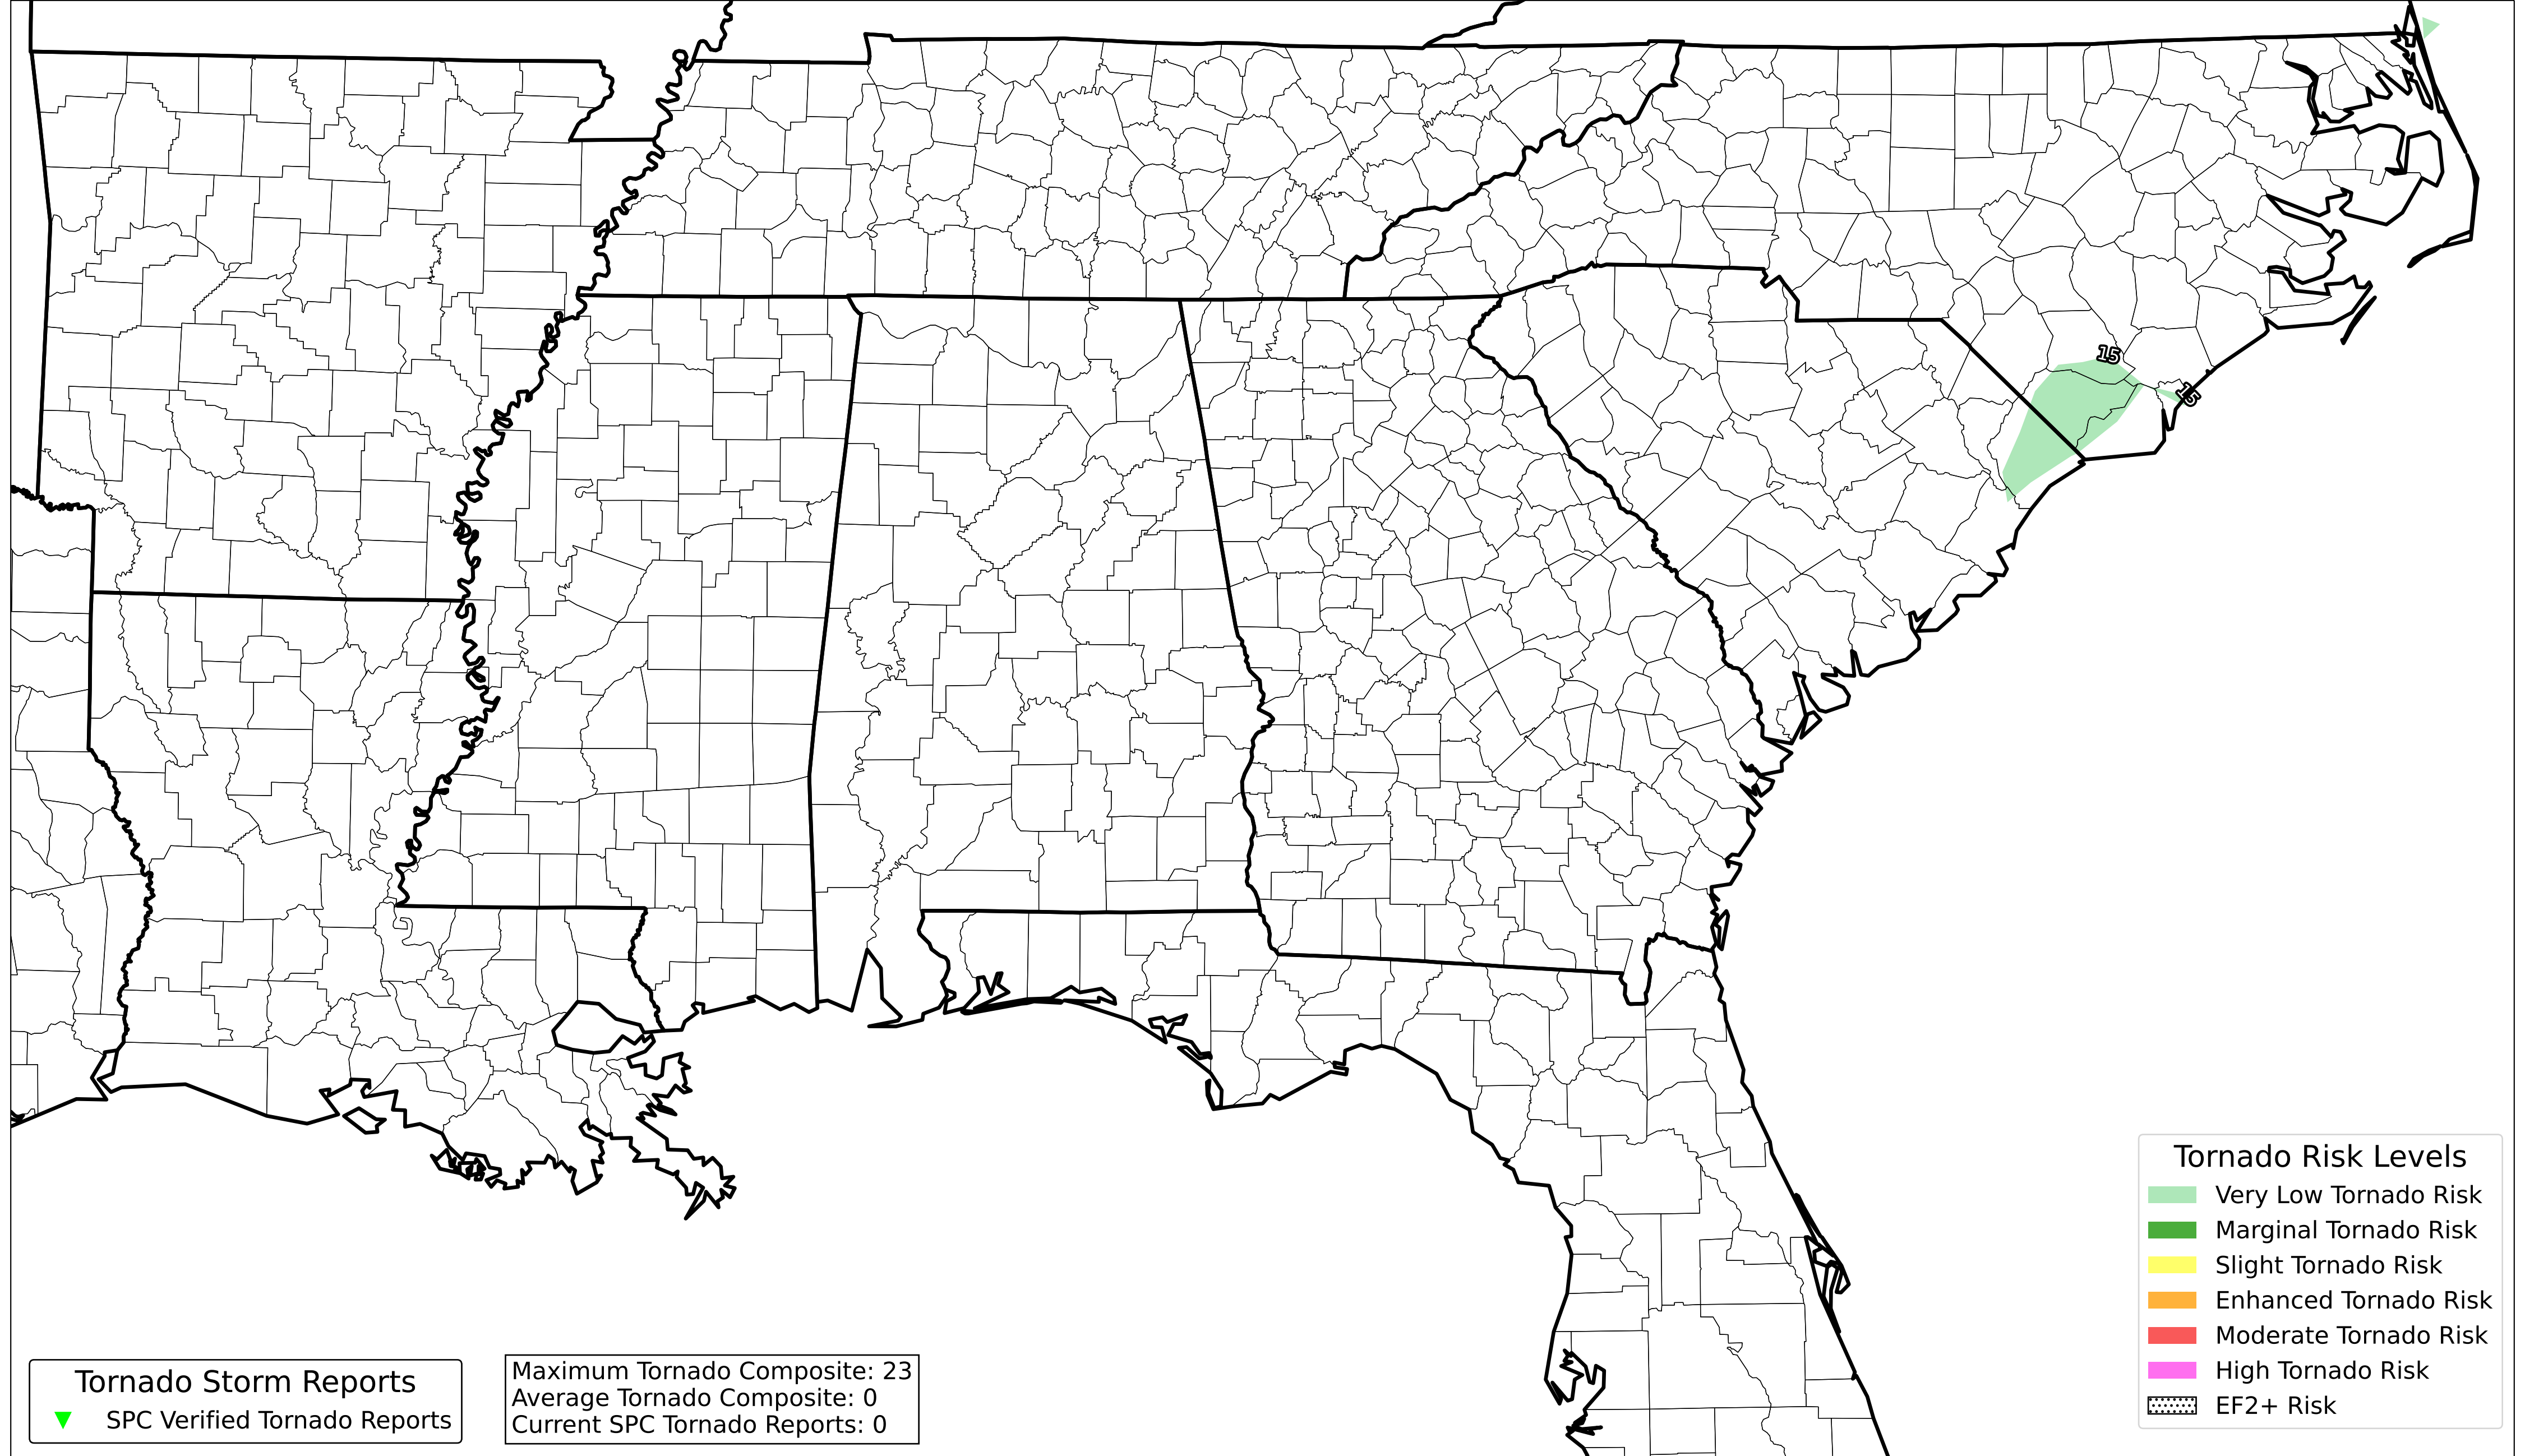 15
15
Tornado Risk Levels
Very Low Tornado Risk
Marginal Tornado Risk
Slight Tornado Risk
Enhanced Tornado Risk
Moderate Tornado Risk
High Tornado Risk
EF2+ Risk
Tornado Storm Reports
SPC Verified Tornado Reports
Maximum Tornado Composite: 23
Average Tornado Composite: 0
Current SPC Tornado Reports: 0